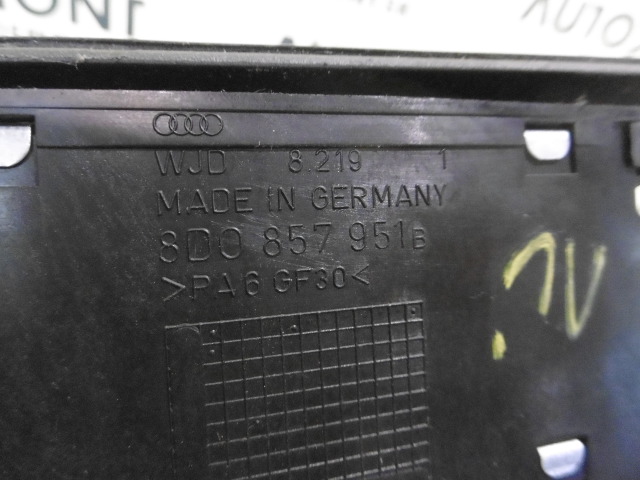 WJD 8.219 1
MADE IN GERMANY
8D0 857 951 B
>PA6 GF30<